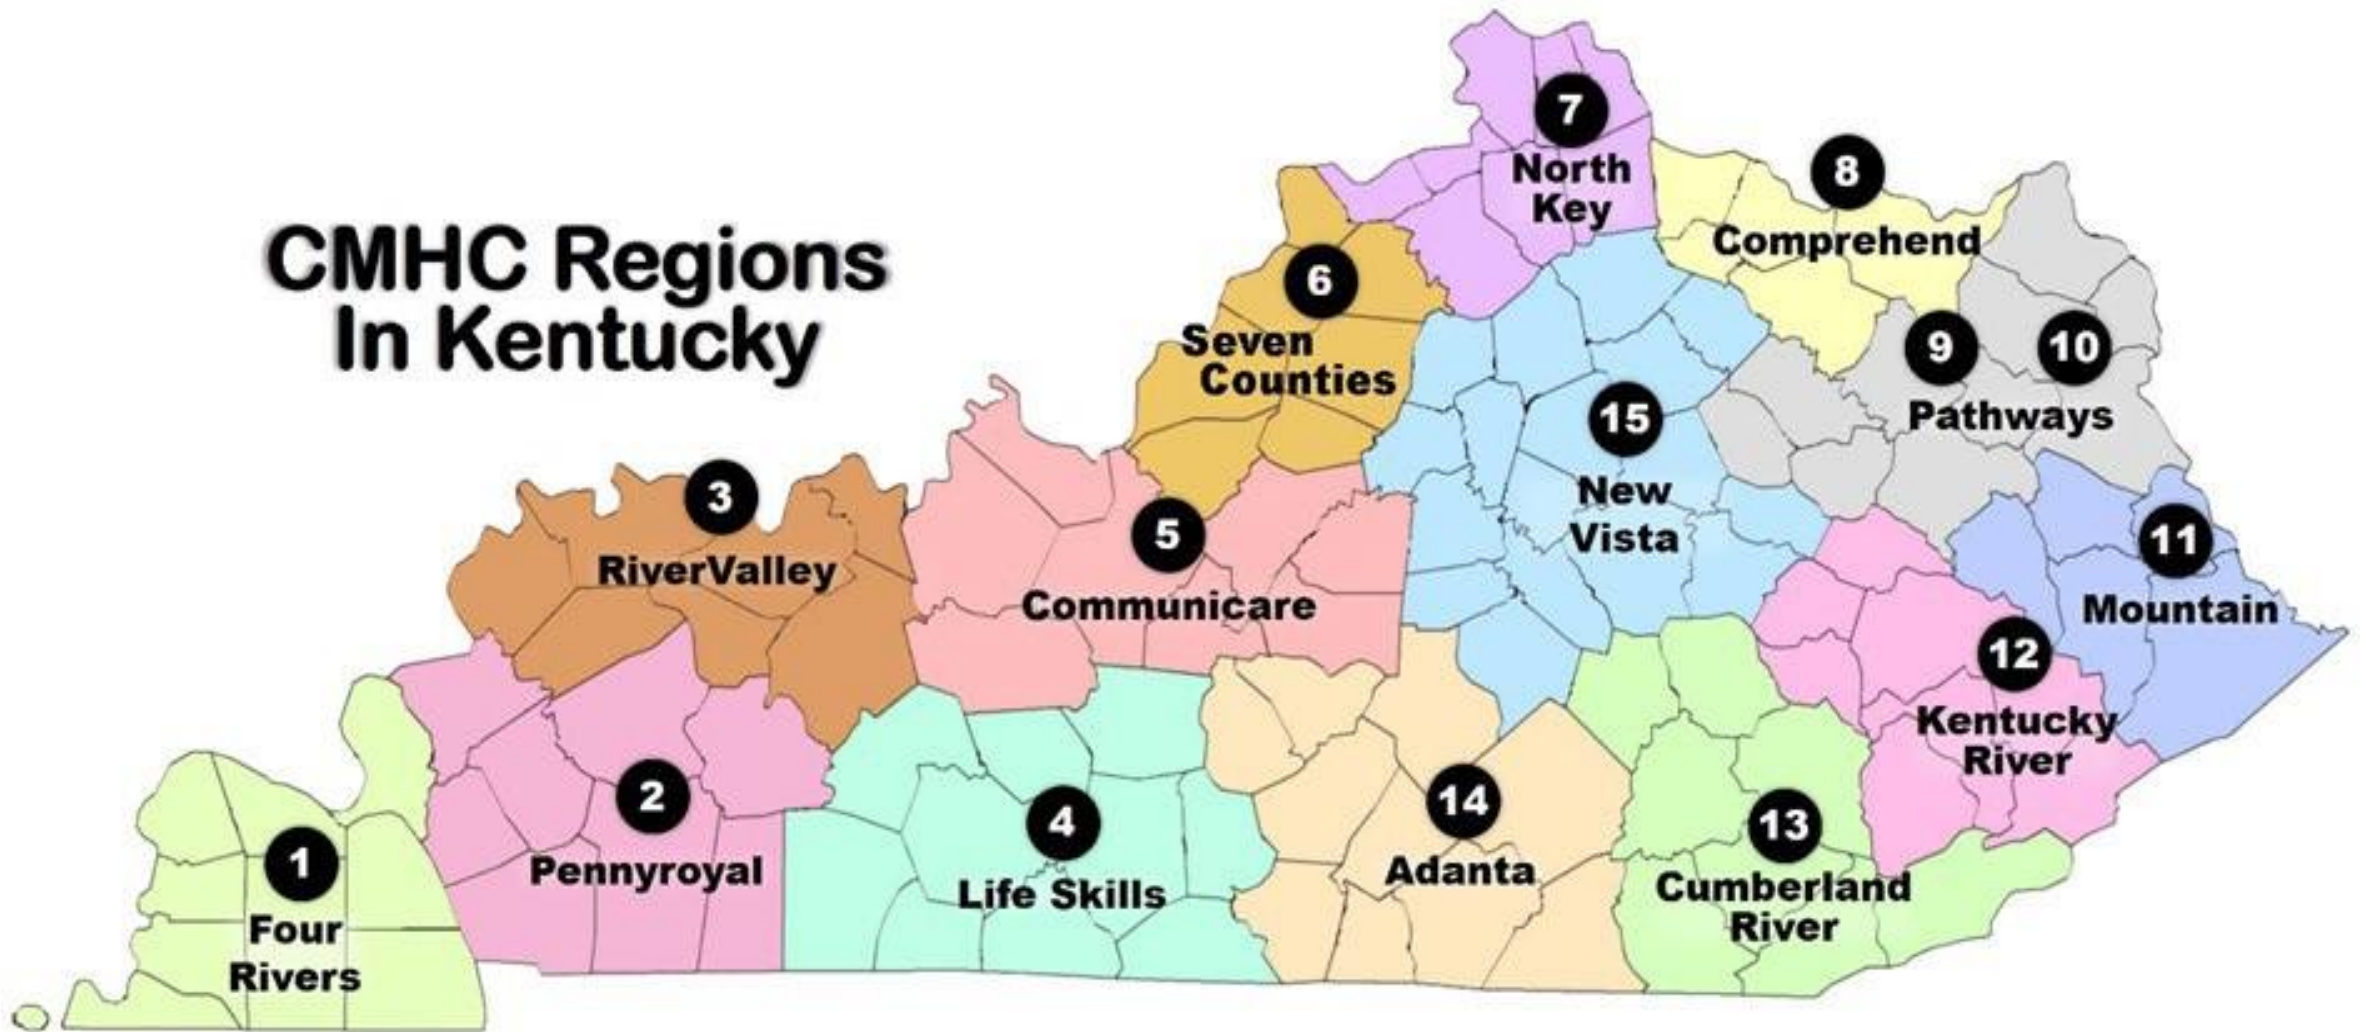 CMHC Regions
In Kentucky
7
North
Key
8
Comprehend
6
Seven
Counties
9
10
Pathways
15
New
Vista
3
RiverValley
5
Communicare
11
Mountain
12
Kentucky
River
2
Pennyroyal
4
Life Skills
14
Adanta
13
Cumberland
River
1
Four
Rivers